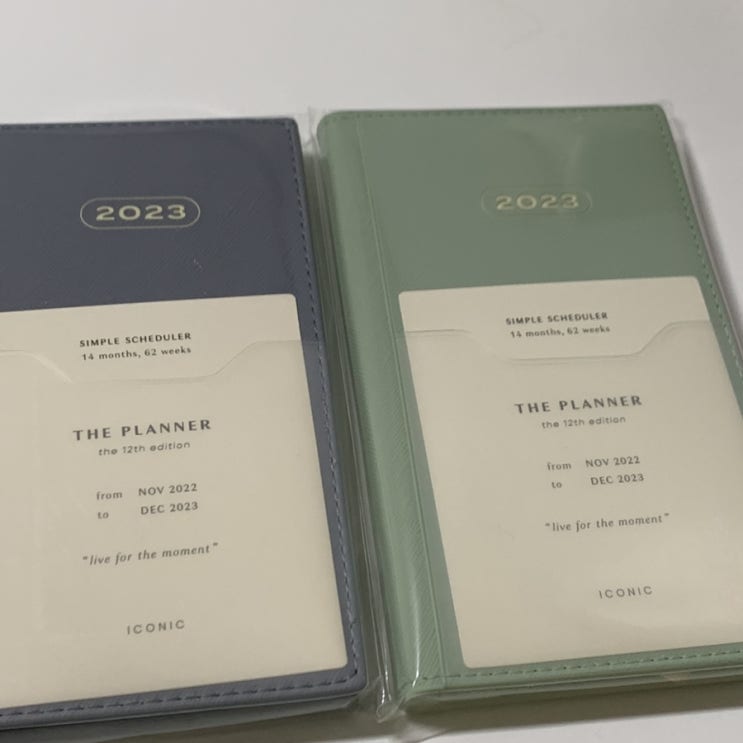 2023
SIMPLE SCHEDULER
14 months, 62 weeks
THE PLANNER
the 12th edition
from NOV 2022
to DEC 2023
"live for the moment"
ICONIC
2023
SIMPLE SCHEDULER
14 months, 62 weeks
THE PLANNER
the 12th edition
from NOV 2022
to DEC 2023
"live for the moment"
ICONIC